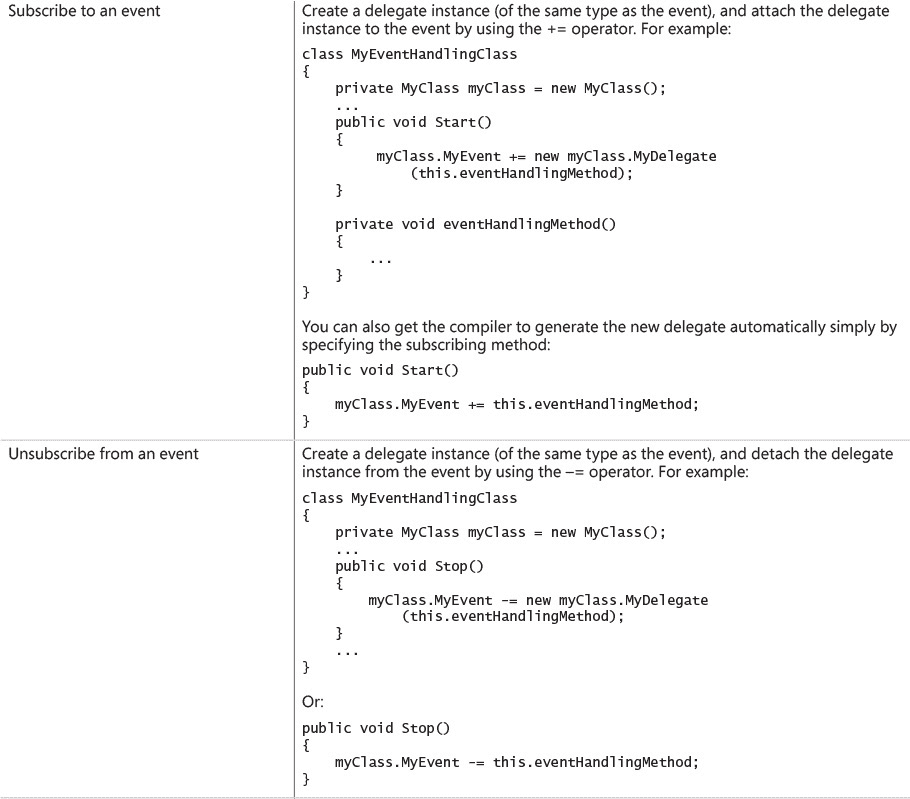 Subscribe to an event
Create a delegate instance (of the same type as the event), and attach the delegate
instance to the event by using the += operator. For example:
class MyEventHandlingClass
{
    private MyClass myClass = new MyClass();
    ...
    public void Start()
    {
         myClass.MyEvent += new myClass.MyDelegate
             (this.eventHandlingMethod);
    }

    private void eventHandlingMethod()
    {
        ...
    }
}
You can also get the compiler to generate the new delegate automatically simply by
specifying the subscribing method:
public void Start()
{
    myClass.MyEvent += this.eventHandlingMethod;
}
Unsubscribe from an event
Create a delegate instance (of the same type as the event), and detach the delegate
instance from the event by using the –= operator. For example:
class MyEventHandlingClass
{
    private MyClass myClass = new MyClass();
    ...
    public void Stop()
    {
        myClass.MyEvent -= new myClass.MyDelegate
            (this.eventHandlingMethod);
    }
    ...
}
Or:
public void Stop()
{
    myClass.MyEvent -= this.eventHandlingMethod;
}